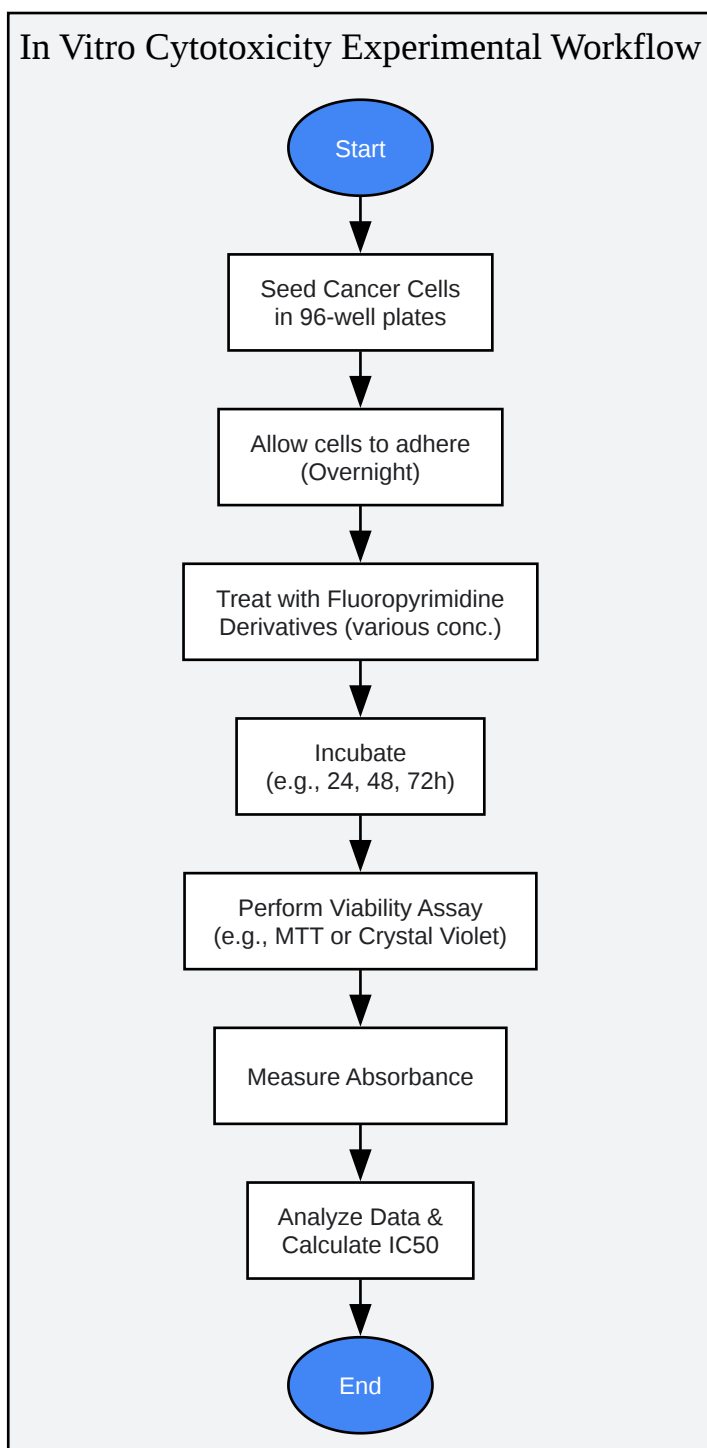 In Vitro Cytotoxicity Experimental Workflow
Start
Seed Cancer Cells
in 96-well plates
Allow cells to adhere
(Overnight)
Treat with Fluoropyrimidine
Derivatives (various conc.)
Incubate
(e.g., 24, 48, 72h)
Perform Viability Assay
(e.g., MTT or Crystal Violet)
Measure Absorbance
Analyze Data &
Calculate IC50
End